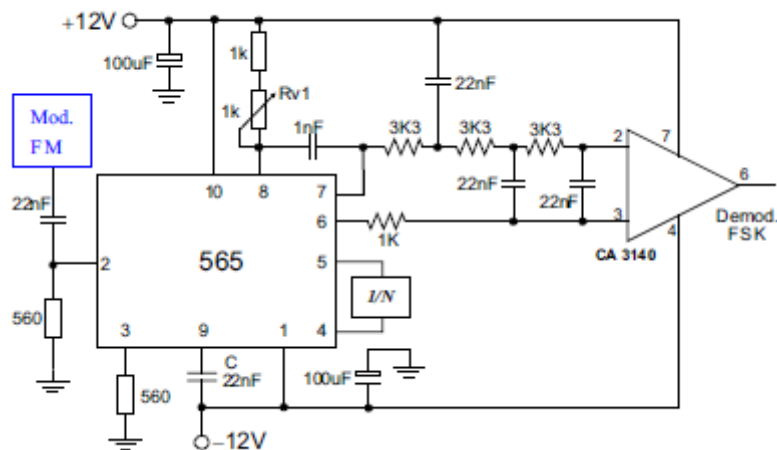 +12V
100uF
1k
1k
Rv1
22nF
Mod.
FM
1nF
3K3
3K3
3K3
2
7
10
8
7
22nF
22nF
6
22nF
6
3
4
Demod.
FSK
1K
CA 3140
2
565
5
1/N
560
3
9
1
4
C
22nF
100uF
560
–12V